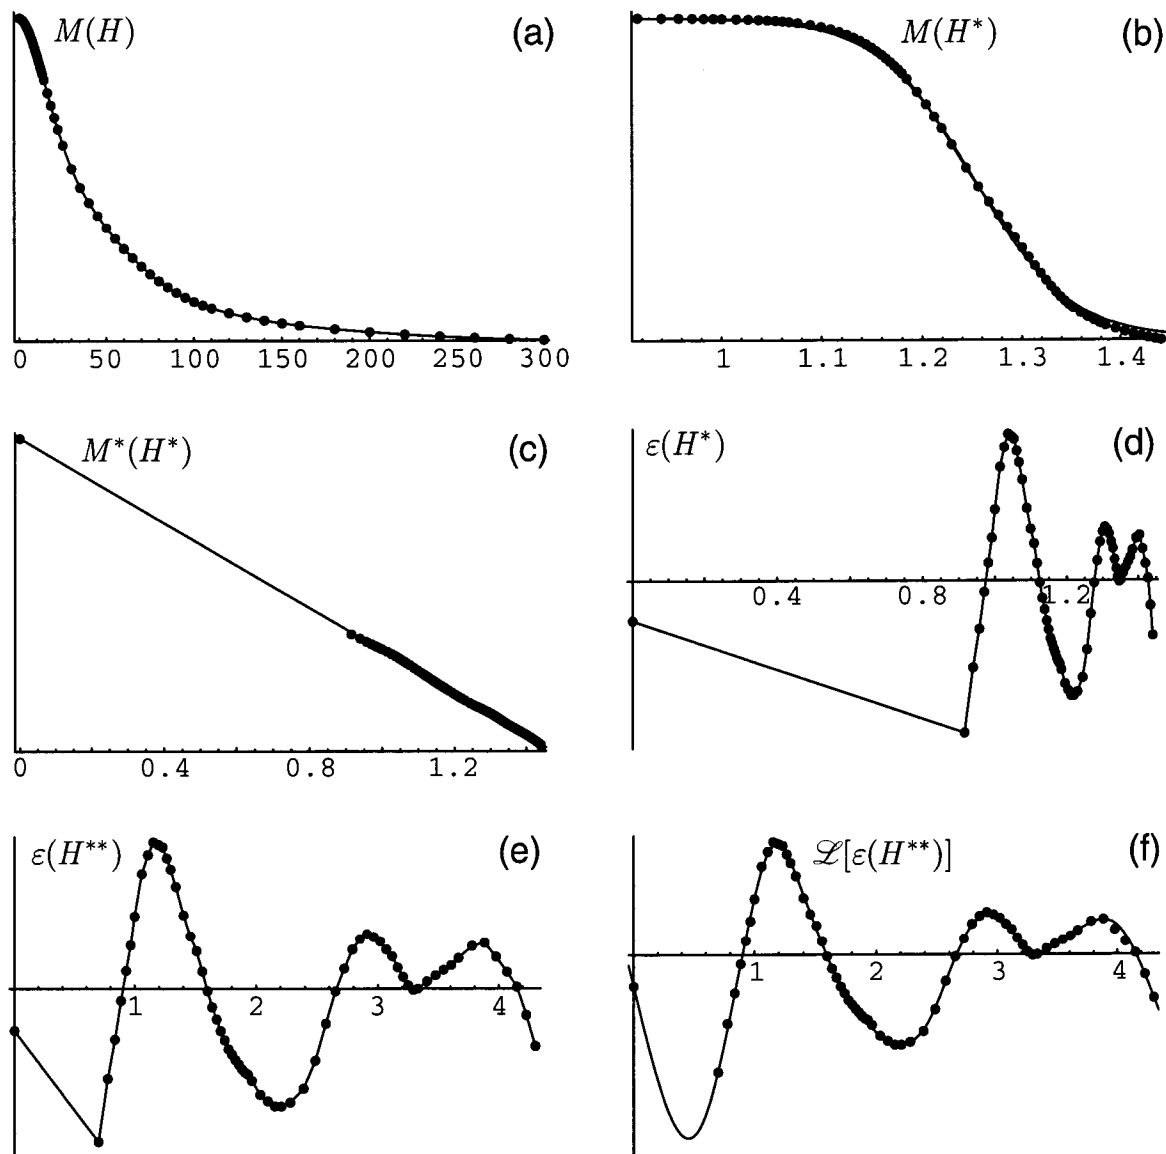 M(H) (a)
0 50 100 150 200 250 300
M(H*) (b)
1 1.1 1.2 1.3 1.4
M*(H*) (c)
0 0.4 0.8 1.2
ε(H*) (d)
0.4 0.8 1.2
ε(H**) (e)
1 2 3 4
ℒ[ε(H**)] (f)
1 2 3 4